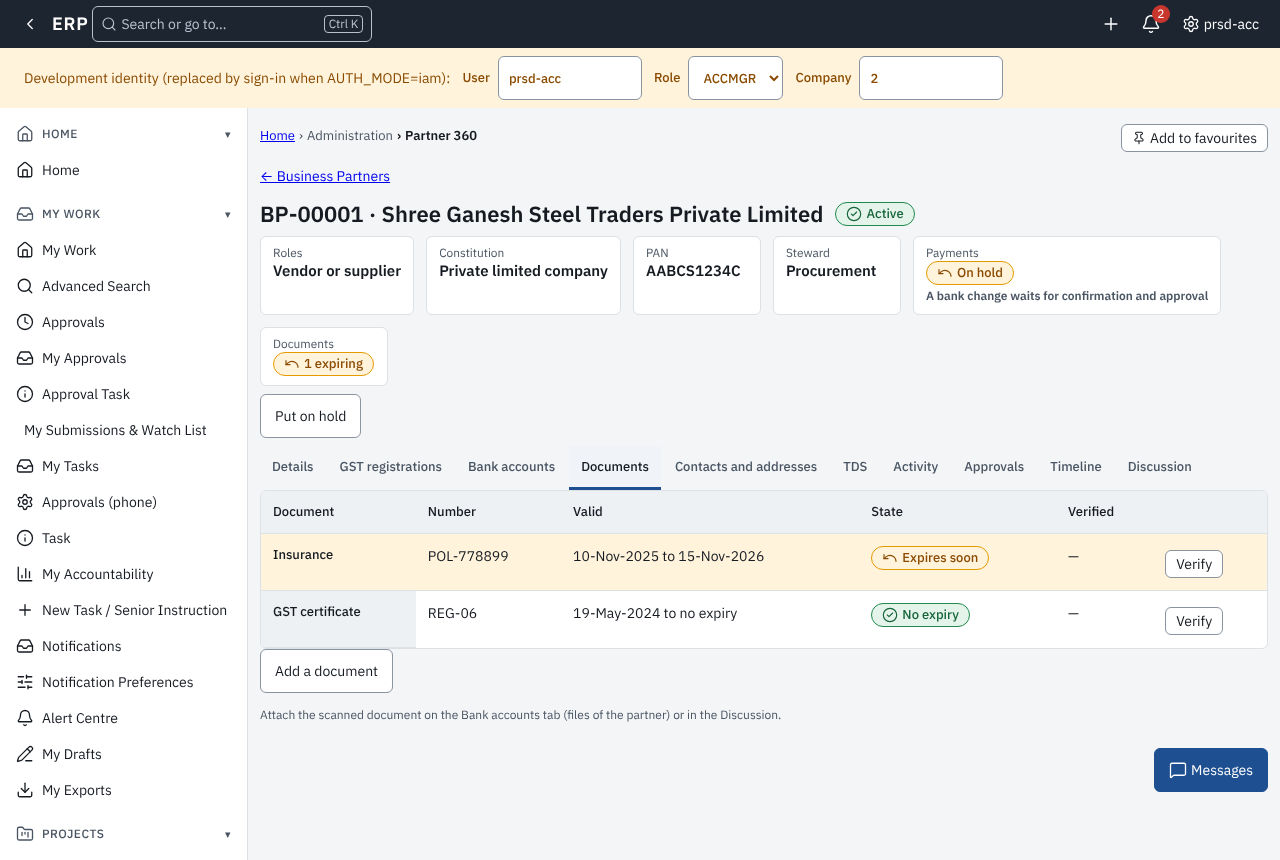 ERP
Search or go to…
Ctrl K
2
prsd-acc
Development identity (replaced by sign-in when AUTH_MODE=iam):
User
prsd-acc
Role
ACCMGR
Company
2
HOME
Home
MY WORK
My Work
Advanced Search
Approvals
My Approvals
Approval Task
My Submissions & Watch List
My Tasks
Approvals (phone)
Task
My Accountability
New Task / Senior Instruction
Notifications
Notification Preferences
Alert Centre
My Drafts
My Exports
PROJECTS
Home › Administration › Partner 360
Add to favourites
← Business Partners
BP-00001 · Shree Ganesh Steel Traders Private Limited
Active
Roles
Vendor or supplier
Constitution
Private limited company
PAN
AABCS1234C
Steward
Procurement
Payments
On hold
A bank change waits for confirmation and approval
Documents
1 expiring
Put on hold
Details
GST registrations
Bank accounts
Documents
Contacts and addresses
TDS
Activity
Approvals
Timeline
Discussion
Document Number Valid State Verified
Insurance POL-778899 10-Nov-2025 to 15-Nov-2026 Expires soon — Verify
GST certificate REG-06 19-May-2024 to no expiry No expiry — Verify
Add a document
Attach the scanned document on the Bank accounts tab (files of the partner) or in the Discussion.
Messages